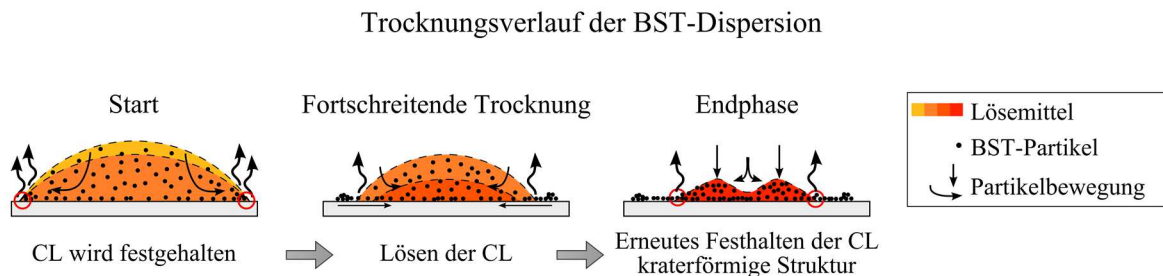 Trocknungsverlauf der BST-Dispersion
Start
Fortschreitende Trocknung
Endphase
CL wird festgehalten
Lösen der CL
Erneutes Festhalten der CL
kraterförmige Struktur
Lösemittel
BST-Partikel
Partikelbewegung